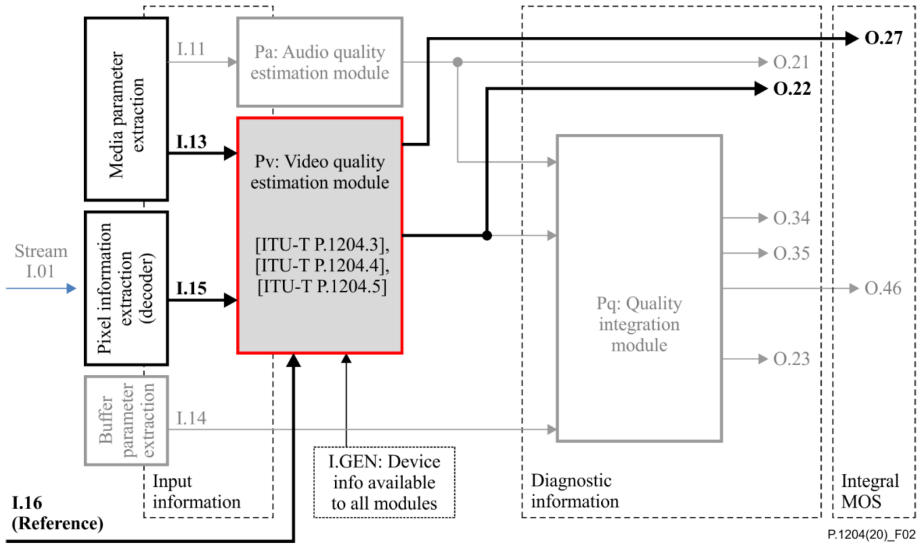 Media parameter
extraction
I.11
Pa: Audio quality
estimation module
O.27
O.21
O.22
I.13
Pv: Video quality
estimation module
[ITU-T P.1204.3],
[ITU-T P.1204.4],
[ITU-T P.1204.5]
Stream
I.01
Pixel information
extraction
(decoder)
I.15
Pq: Quality
integration
module
O.34
O.35
O.46
O.23
Buffer
parameter
extraction
I.14
I.GEN: Device
info available
to all modules
Input
information
Diagnostic
information
Integral
MOS
I.16
(Reference)
P.1204(20)_F02